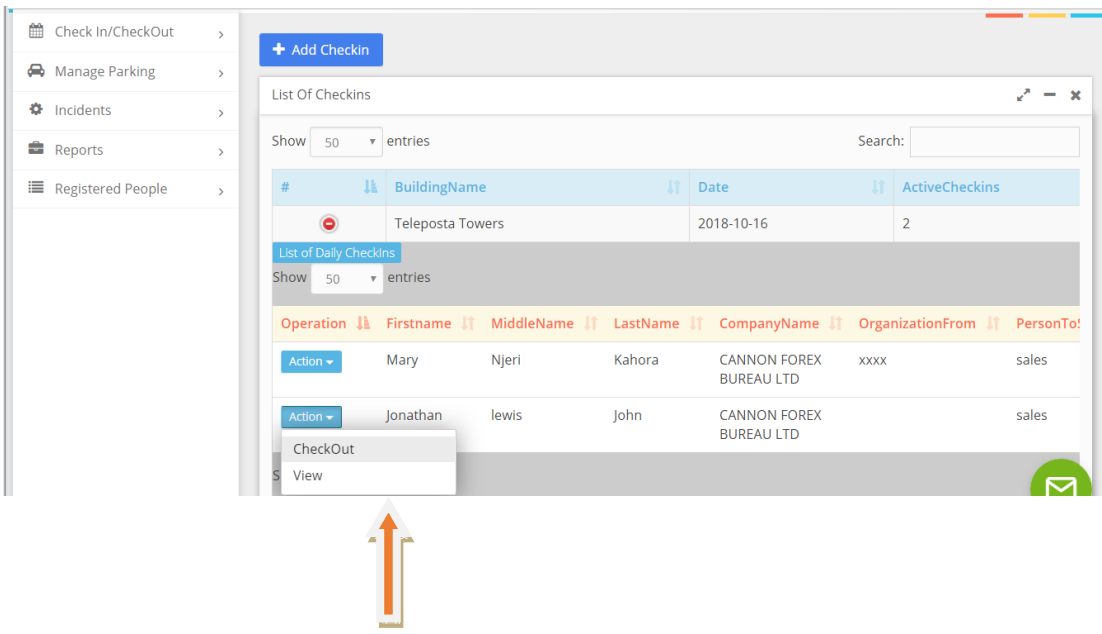 Check In/CheckOut
Manage Parking
Incidents
Reports
Registered People
+ Add Checkin
List Of Checkins
Show 50 entries Search:
# BuildingName Date ActiveCheckins
Teleposta Towers 2018-10-16 2
List of Daily CheckIns
Show 50 entries
Operation Firstname MiddleName LastName CompanyName OrganizationFrom PersonToS
Action Mary Njeri Kahora CANNON FOREX xxxx sales
BUREAU LTD
Action Jonathan lewis John CANNON FOREX sales
BUREAU LTD
CheckOut
View